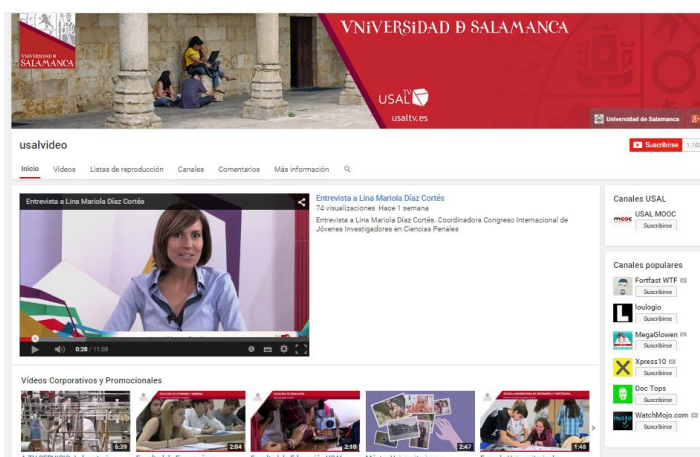 VNiVERSiDAD Ð SALAMANCA
VNIVERSIDAD Ð
SALAMANCA
USAL TV
usaltv.es
Universidad de Salamanca
usalvideo
Suscribirse
Inicio Vídeos Listas de reproducción Canales Comentarios Más información
Entrevista a Lina Mariola Díaz Cortés
Entrevista a Lina Mariola Díaz Cortés
74 visualizaciones Hace 1 semana
Entrevista a Lina Mariola Díaz Cortés. Coordinadora Congreso Internacional de
Jóvenes Investigadores en Ciencias Penales
0:28 / 11:08
Canales USAL
mooc
USAL MOOC
Suscribirse
Canales populares
Fortfast WTF
Suscribirse
loulogio
Suscribirse
MegaGlowen
Suscribirse
Xpress10
Suscribirse
Doc Tops
Suscribirse
WatchMojo.com
Suscribirse
Vídeos Corporativos y Promocionales
6:39
2:04
2:10
2:47
1:48